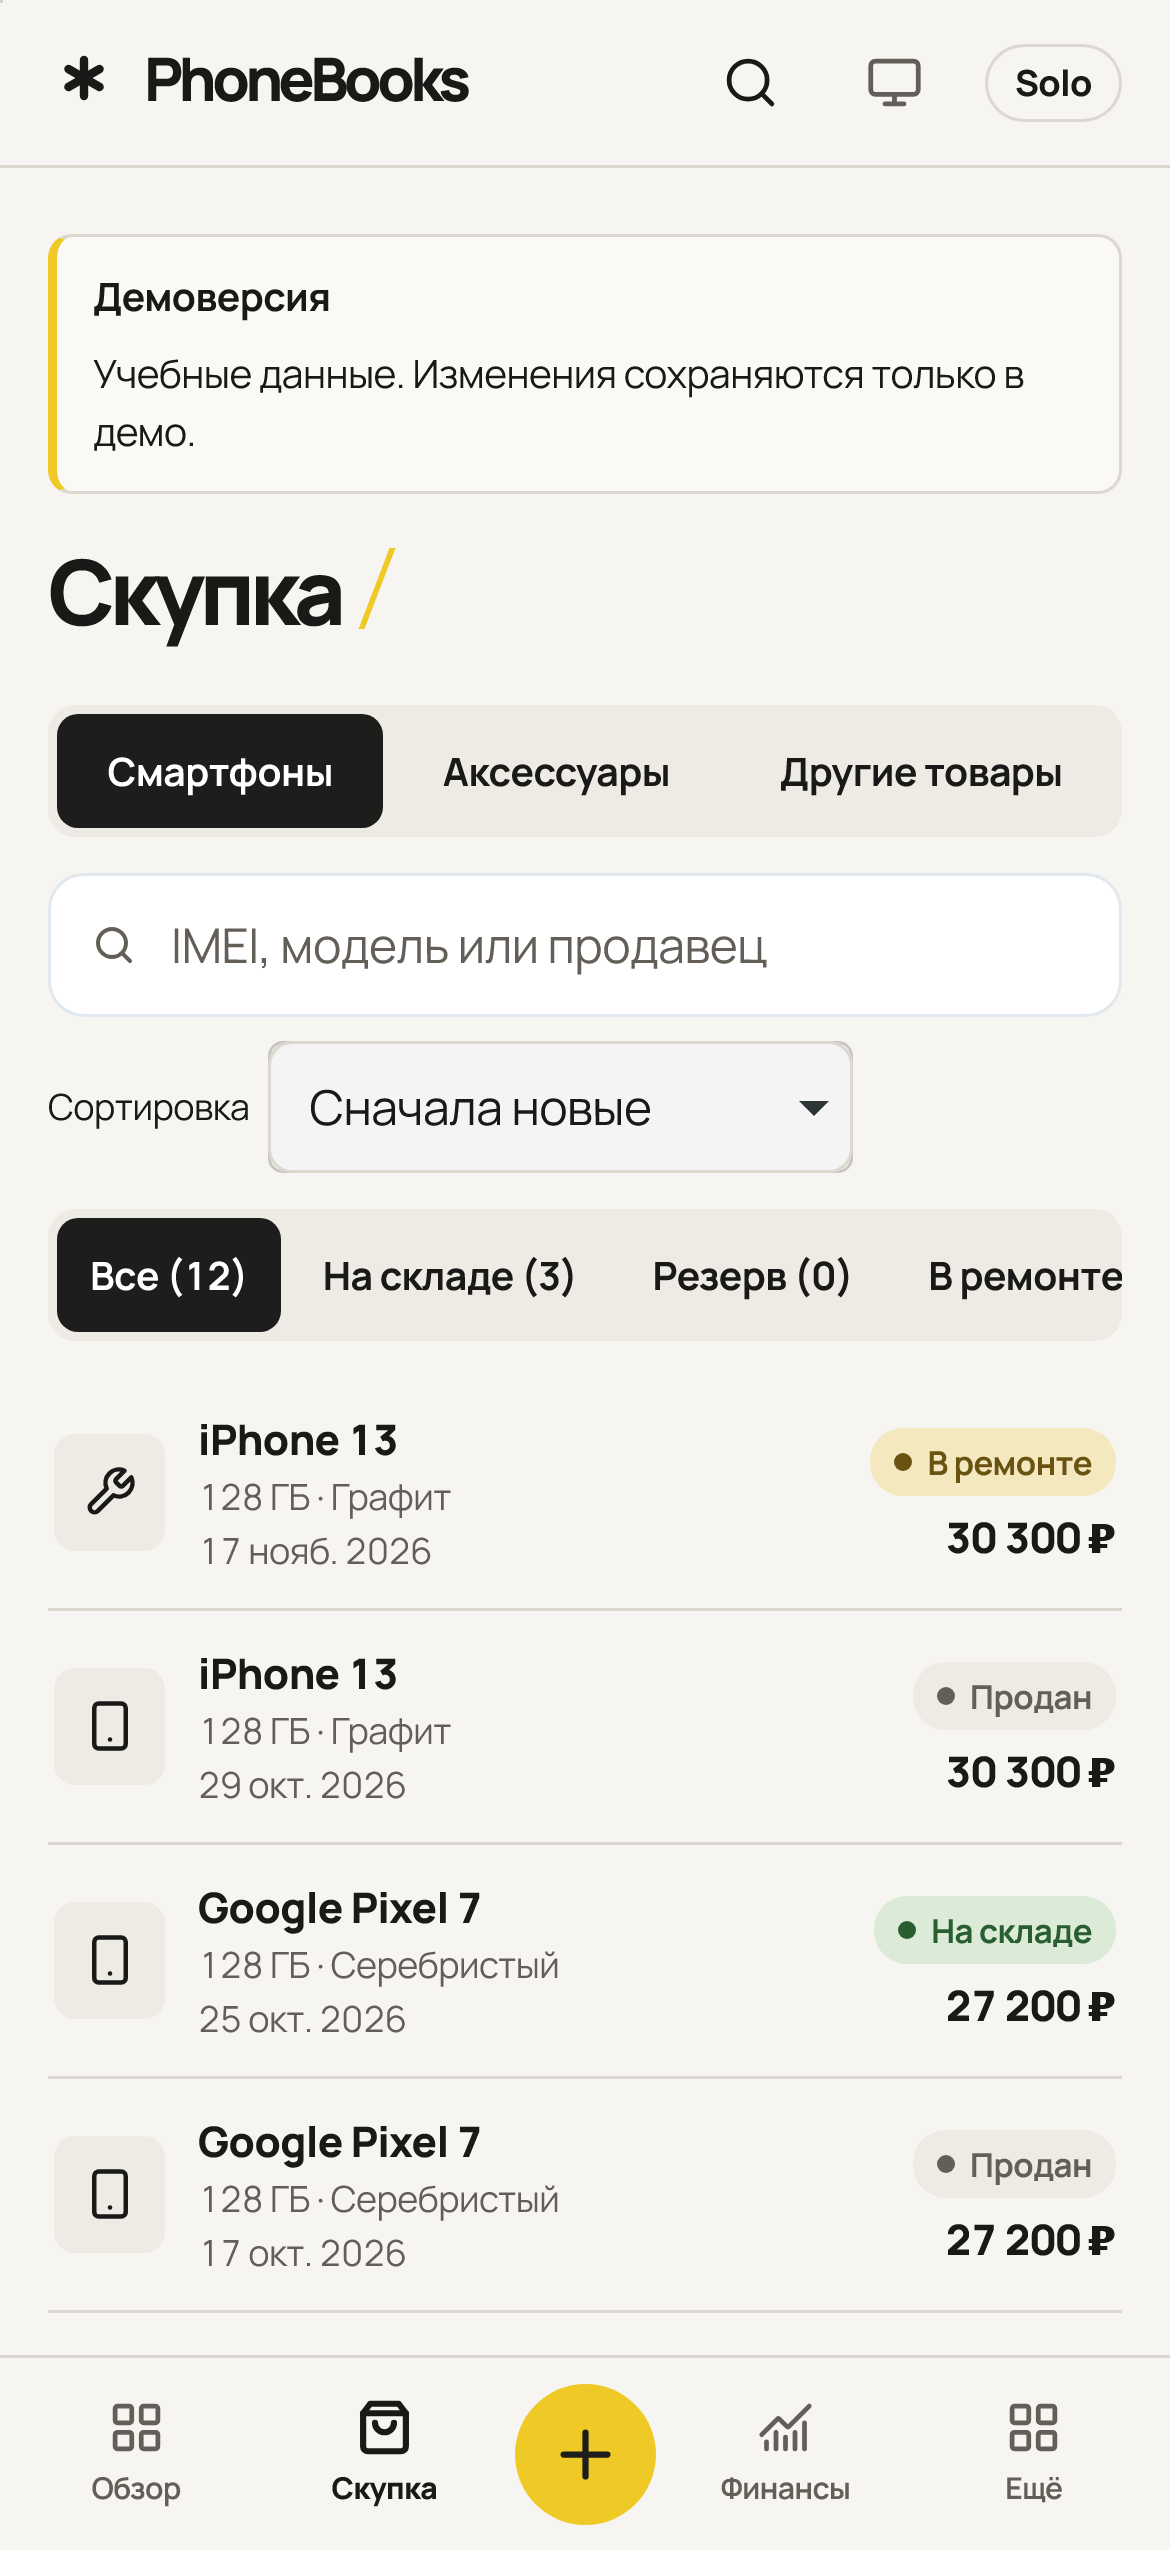 PhoneBooks
Solo
Демоверсия
Учебные данные. Изменения сохраняются только в
демо.
Скупка /
Смартфоны
Аксессуары
Другие товары
IMEI, модель или продавец
Сортировка
Сначала новые
Все (12)
На складе (3)
Резерв (0)
В ремонте
iPhone 13
128 ГБ · Графит
17 нояб. 2026
В ремонте
30 300 ₽
iPhone 13
128 ГБ · Графит
29 окт. 2026
Продан
30 300 ₽
Google Pixel 7
128 ГБ · Серебристый
25 окт. 2026
На складе
27 200 ₽
Google Pixel 7
128 ГБ · Серебристый
17 окт. 2026
Продан
27 200 ₽
Обзор
Скупка
Финансы
Ещё